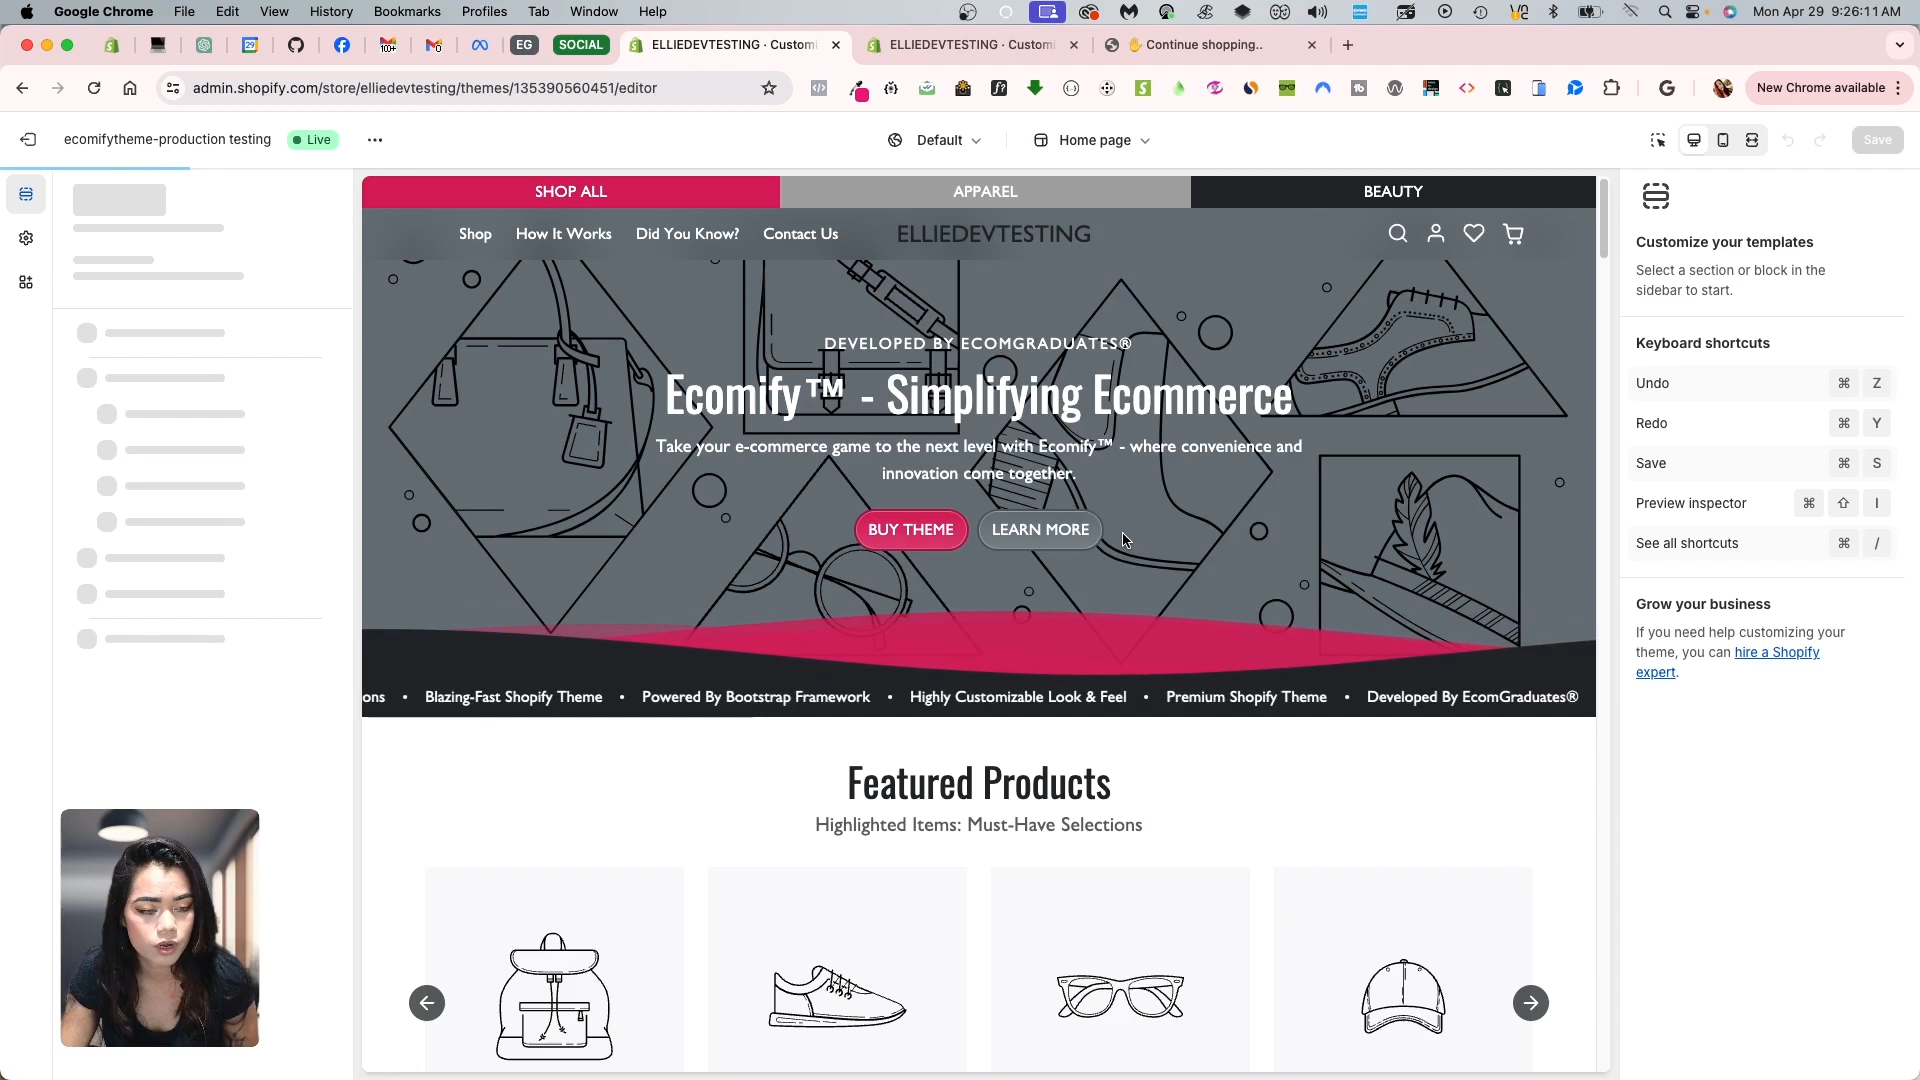 Google Chrome File Edit View History Bookmarks Profiles Tab Window Help Mon Apr 29 9:26:11 AM
EG SOCIAL ELLIEDEVTESTING · Customi ELLIEDEVTESTING · Customi Continue shopping..
admin.shopify.com/store/elliedevtesting/themes/135390560451/editor New Chrome available
ecomifytheme-production testing Live Default Home page Save
SHOP ALL APPAREL BEAUTY
Shop How It Works Did You Know? Contact Us ELLIEDEVTESTING
DEVELOPED BY ECOMGRADUATES®
Ecomify™ - Simplifying Ecommerce
Take your e-commerce game to the next level with Ecomify™ - where convenience and
innovation come together.
BUY THEME LEARN MORE
ons • Blazing-Fast Shopify Theme • Powered By Bootstrap Framework • Highly Customizable Look & Feel • Premium Shopify Theme • Developed By EcomGraduates®
Featured Products
Highlighted Items: Must-Have Selections
Customize your templates
Select a section or block in the
sidebar to start.
Keyboard shortcuts
Undo ⌘ Z
Redo ⌘ Y
Save ⌘ S
Preview inspector ⌘ ⇧ I
See all shortcuts ⌘ /
Grow your business
If you need help customizing your
theme, you can hire a Shopify
expert.